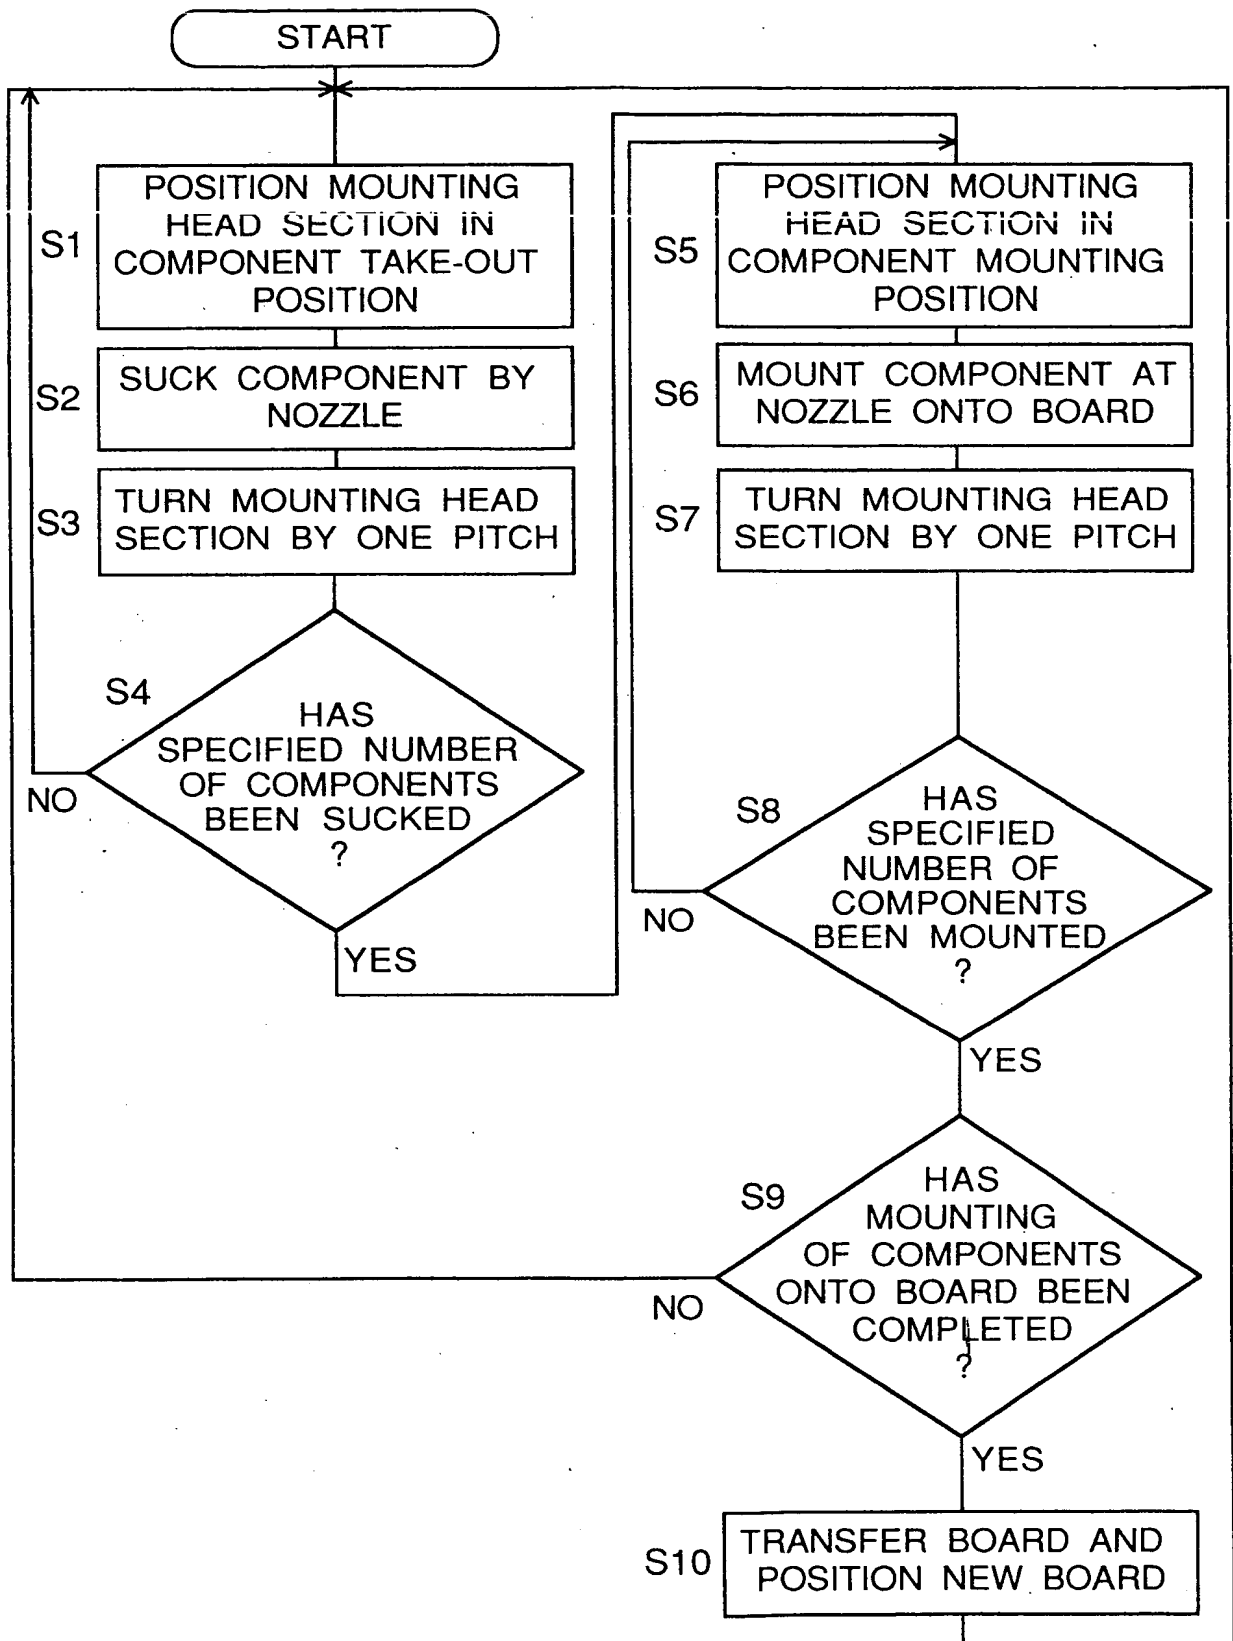 START
S1
POSITION MOUNTING
HEAD SECTION IN
COMPONENT TAKE-OUT
POSITION
S2
SUCK COMPONENT BY
NOZZLE
S3
TURN MOUNTING HEAD
SECTION BY ONE PITCH
S4
HAS
SPECIFIED NUMBER
OF COMPONENTS
BEEN SUCKED
?
NO
YES
S5
POSITION MOUNTING
HEAD SECTION IN
COMPONENT MOUNTING
POSITION
S6
MOUNT COMPONENT AT
NOZZLE ONTO BOARD
S7
TURN MOUNTING HEAD
SECTION BY ONE PITCH
S8
HAS
SPECIFIED
NUMBER OF
COMPONENTS
BEEN MOUNTED
?
NO
YES
S9
HAS
MOUNTING
OF COMPONENTS
ONTO BOARD BEEN
COMPLETED
?
NO
YES
S10
TRANSFER BOARD AND
POSITION NEW BOARD